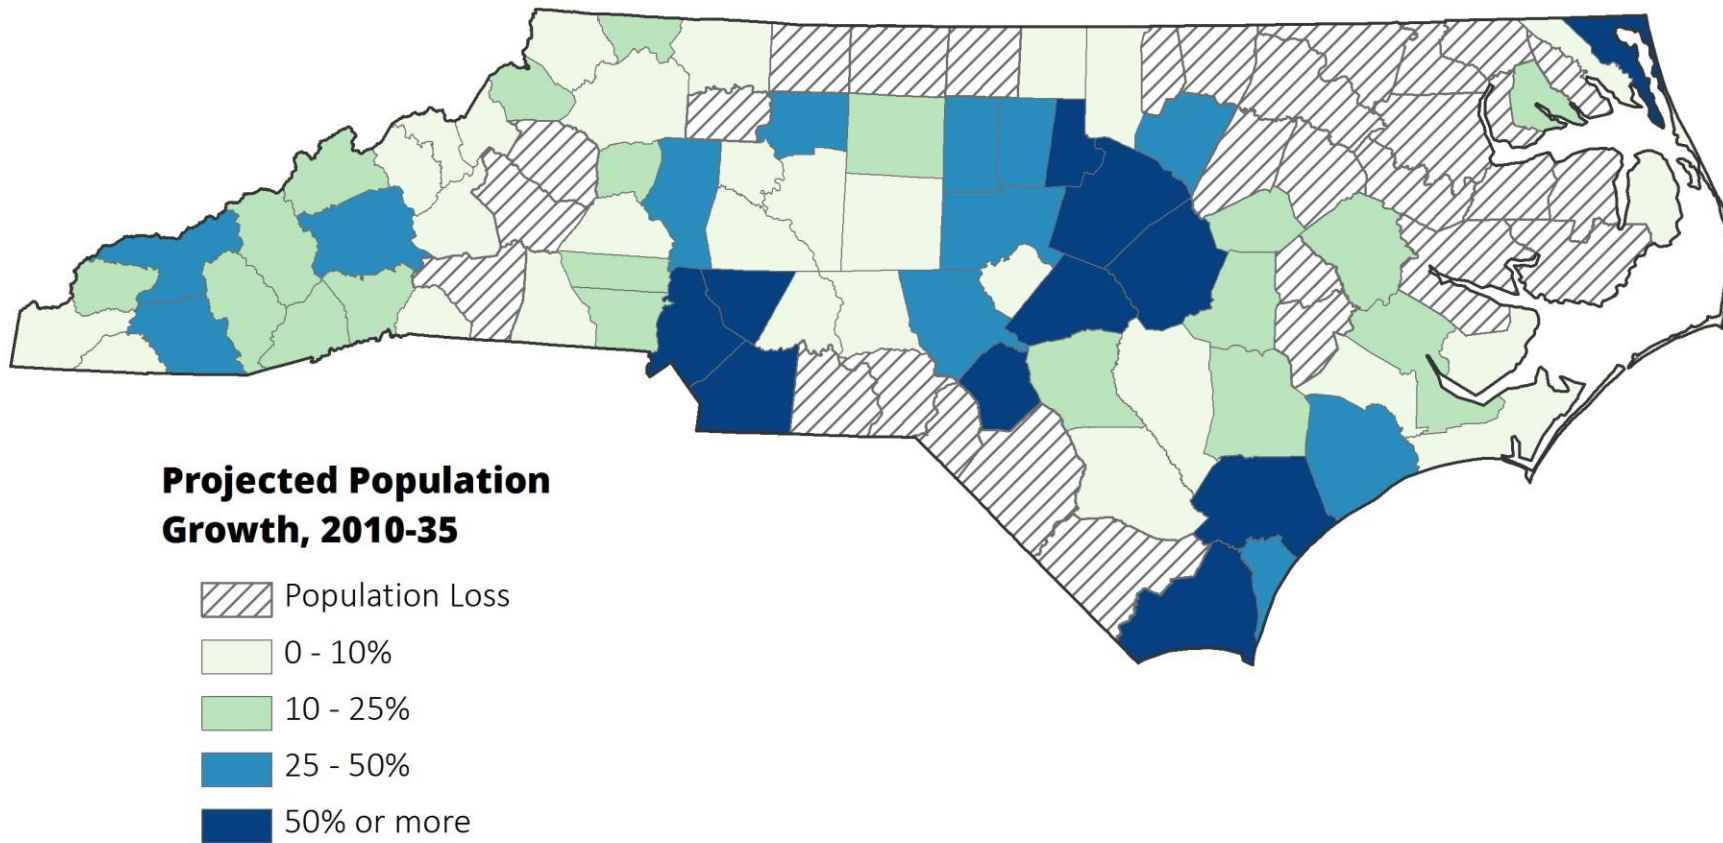 Projected Population
Growth, 2010-35
Population Loss
0 - 10%
10 - 25%
25 - 50%
50% or more